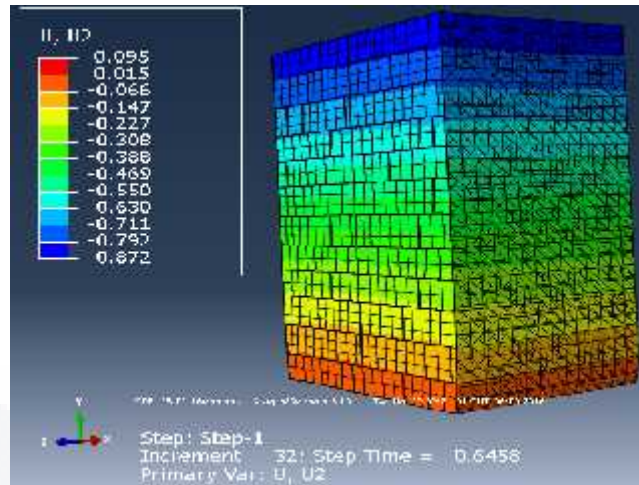 U, U2
0.095
0.015
-0.066
-0.147
-0.227
-0.308
-0.388
-0.469
-0.550
-0.630
-0.711
-0.792
-0.872
Y
Z X
Step: Step-1
Increment 32: Step Time = 0.6458
Primary Var: U, U2